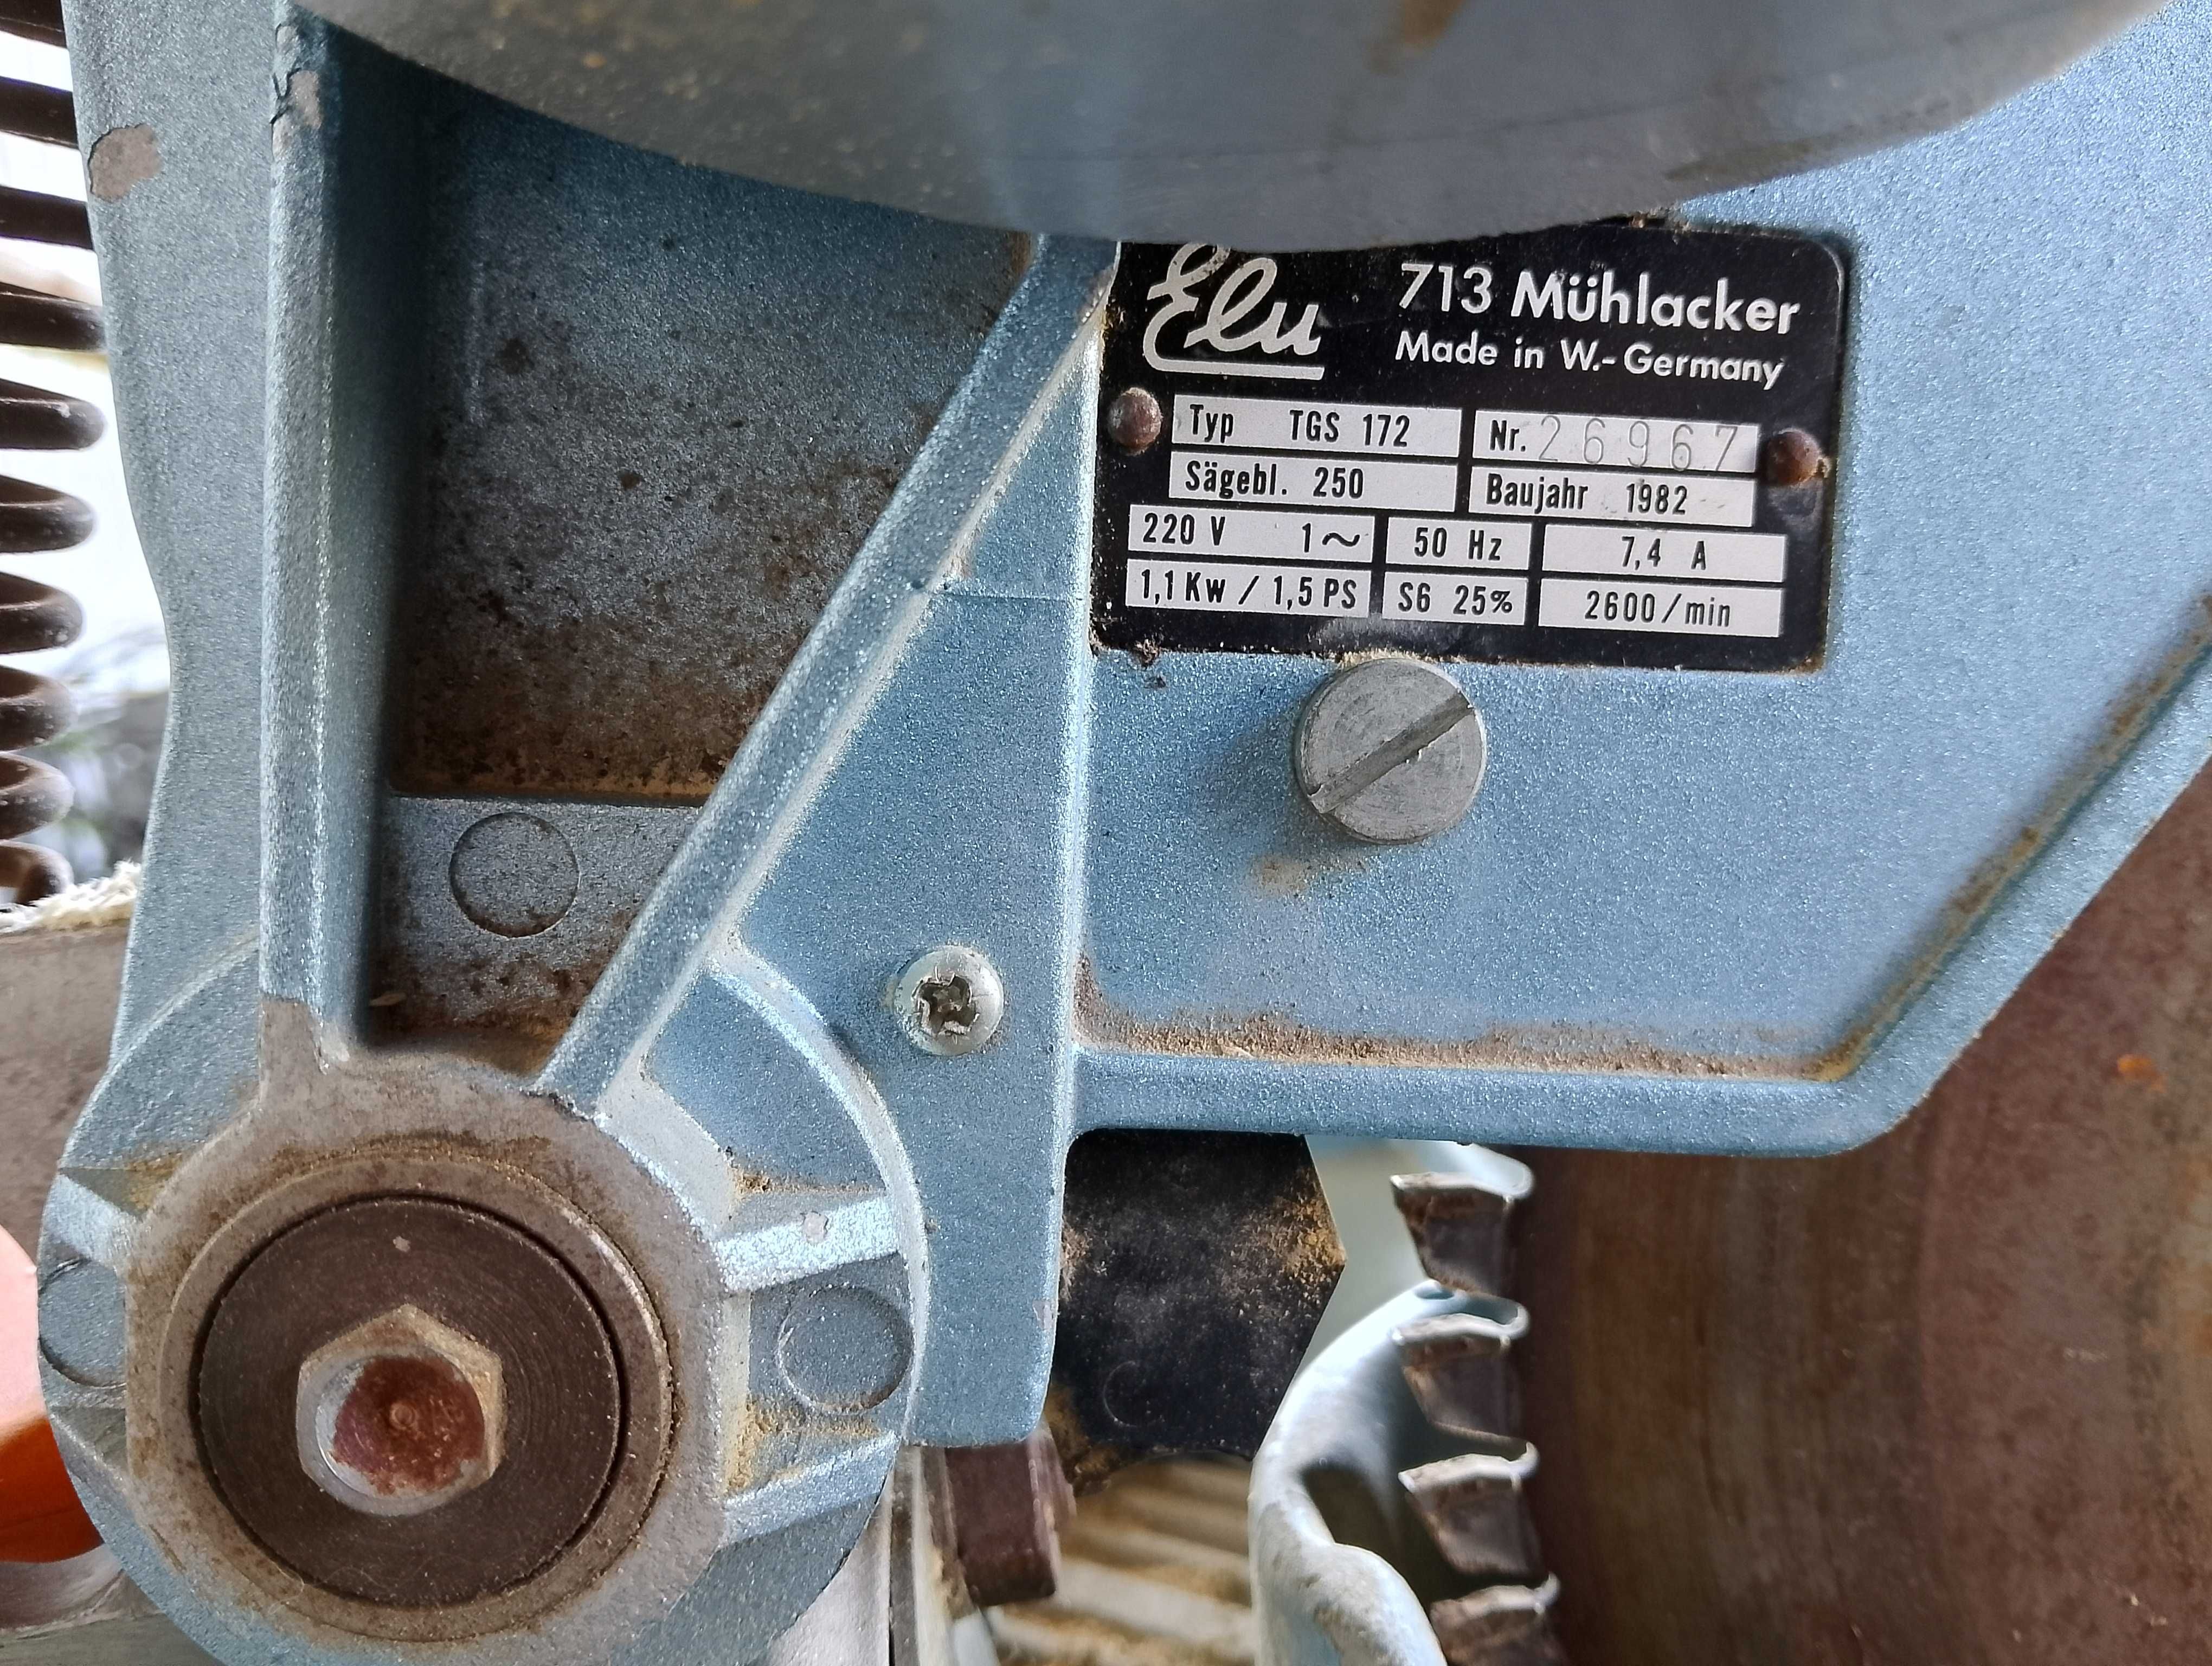 Elu 713 Mühlacker
Made in W.-Germany
Typ TGS 172 Nr. 26967
Sägebl. 250 Baujahr 1982
220 V 1~ 50 Hz 7,4 A
1,1 Kw / 1,5 PS S6 25% 2600/min